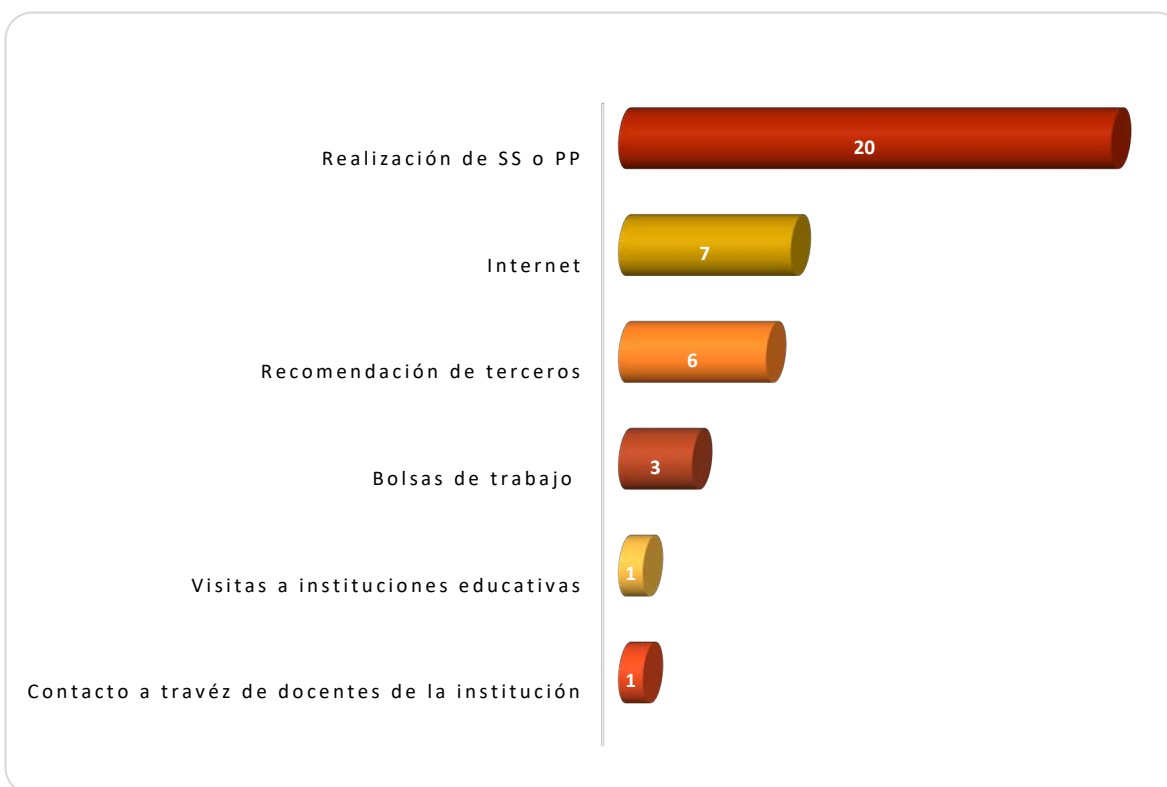 Realización de SS o PP
20
Internet
7
Recomendación de terceros
6
Bolsas de trabajo
3
Visitas a instituciones educativas
1
Contacto a travéz de docentes de la institución
1